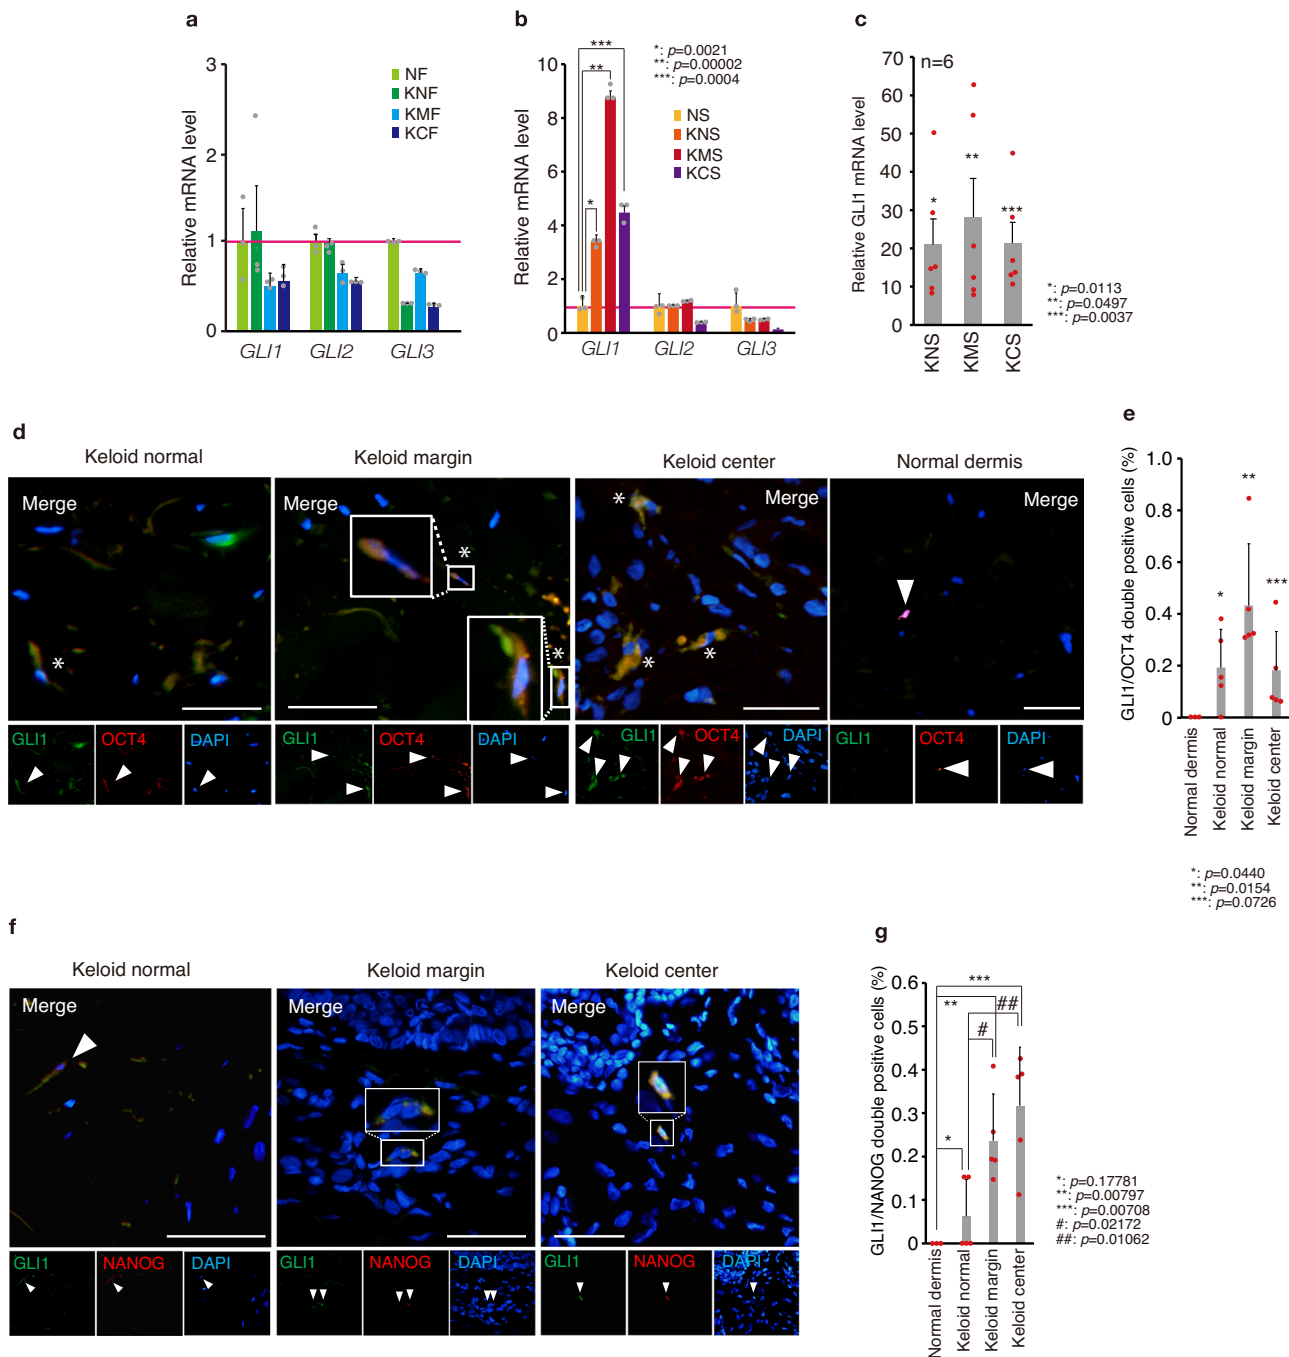 a
Relative mRNA level
3
2
1
0
NF
KNF
KMF
KCF
GLI1 GLI2 GLI3
b
Relative mRNA level
10
8
6
4
2
0
***
**
*
*: p=0.0021
**: p=0.00002
***: p=0.0004
NS
KNS
KMS
KCS
GLI1 GLI2 GLI3
c
Relative GLI1 mRNA level
70
60
50
40
30
20
10
0
n=6
*
**
***
KNS
KMS
KCS
*: p=0.0113
**: p=0.0497
***: p=0.0037
d
Keloid normal
Keloid margin
Keloid center
Normal dermis
Merge
*
GLI1 OCT4 DAPI
Merge
*
*
GLI1 OCT4 DAPI
Merge
*
*
*
GLI1 OCT4 DAPI
Merge
GLI1 OCT4 DAPI
e
GLI1/OCT4 double positive cells (%)
1.0
0.8
0.6
0.4
0.2
0
*
**
***
Normal dermis
Keloid normal
Keloid margin
Keloid center
*: p=0.0440
**: p=0.0154
***: p=0.0726
f
Keloid normal
Keloid margin
Keloid center
Merge
GLI1 NANOG DAPI
Merge
GLI1 NANOG DAPI
Merge
GLI1 NANOG DAPI
g
GLI1/NANOG double positive cells (%)
0.6
0.5
0.4
0.3
0.2
0.1
0
***
**
##
#
*
Normal dermis
Keloid normal
Keloid margin
Keloid center
*: p=0.17781
**: p=0.00797
***: p=0.00708
#: p=0.02172
##: p=0.01062